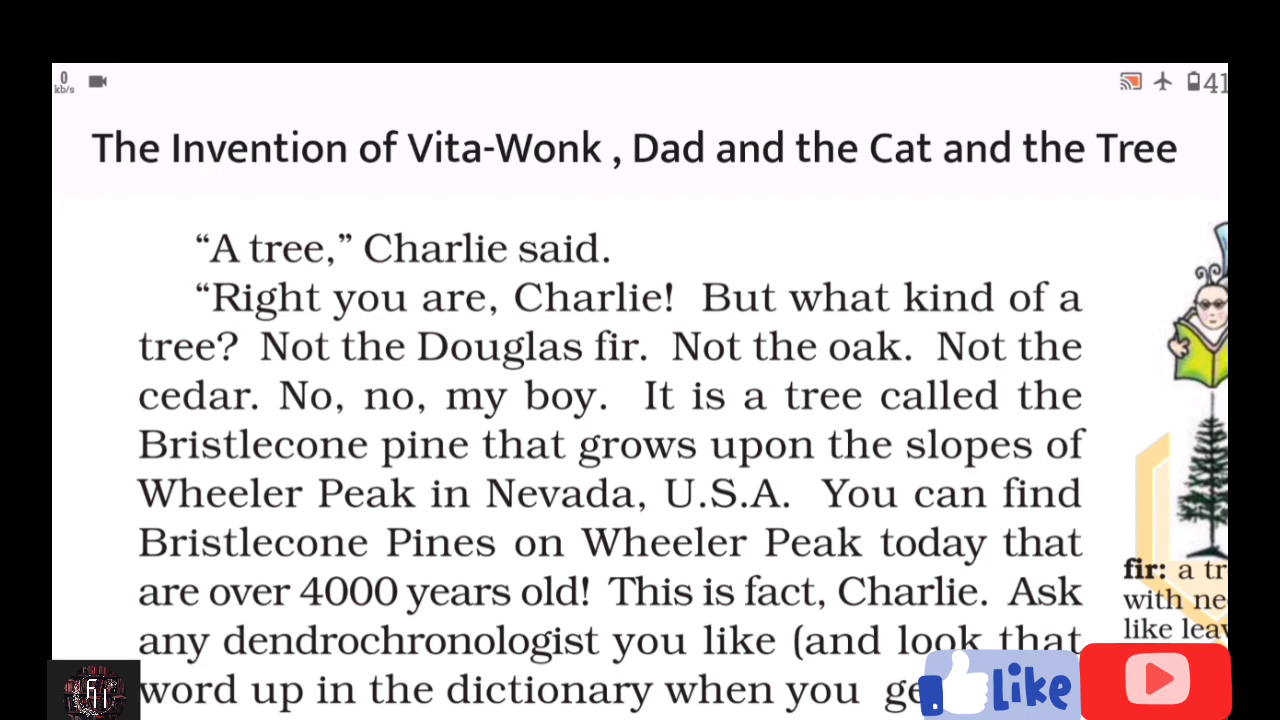 0
kb/s
41
The Invention of Vita-Wonk , Dad and the Cat and the Tree
“A tree,” Charlie said.
“Right you are, Charlie! But what kind of a
tree? Not the Douglas fir. Not the oak. Not the
cedar. No, no, my boy. It is a tree called the
Bristlecone pine that grows upon the slopes of
Wheeler Peak in Nevada, U.S.A. You can find
Bristlecone Pines on Wheeler Peak today that
are over 4000 years old! This is fact, Charlie. Ask
any dendrochronologist you like (and look that
word up in the dictionary when you
fir: a
with
like
Like